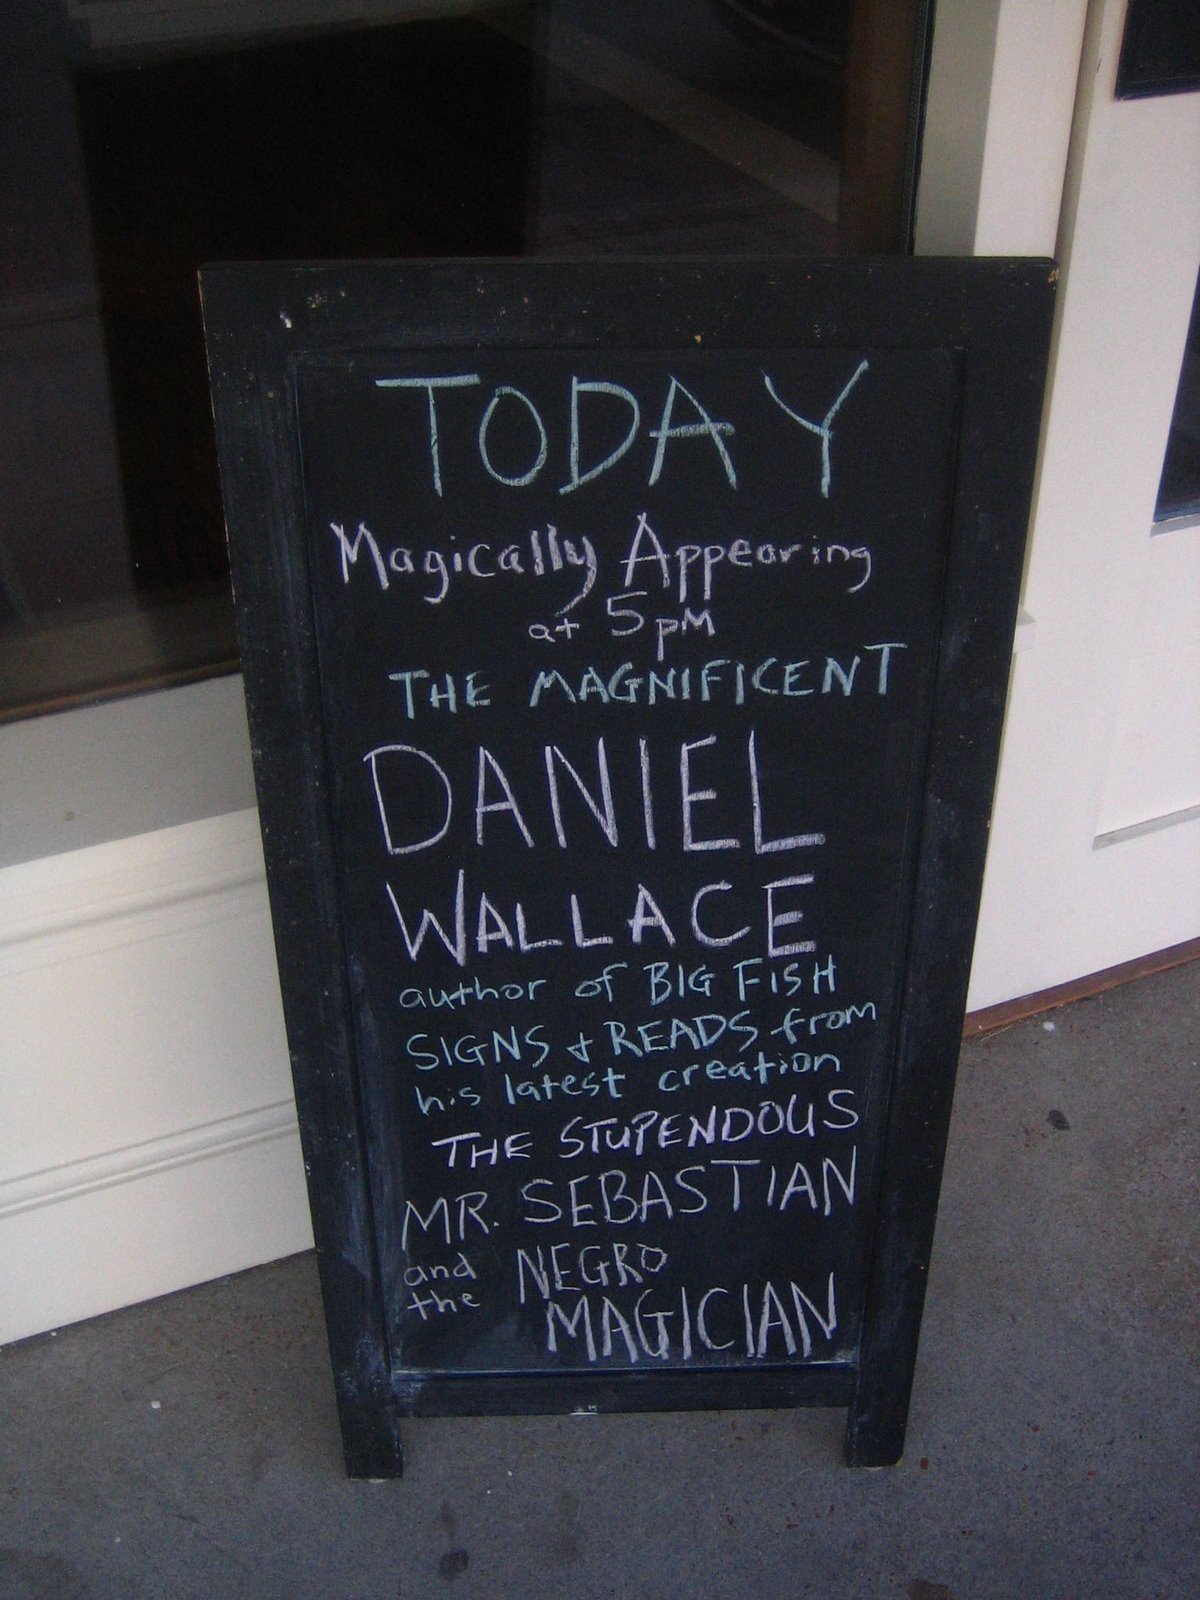 TODAY
Magically Appearing
at 5pM
THE MAGNIFICENT
DANIEL
WALLACE
author of BIG FISH
SIGNS & READS from
his latest creation
THE STUPENDOUS
MR. SEBASTIAN
and the NEGRO
MAGICIAN